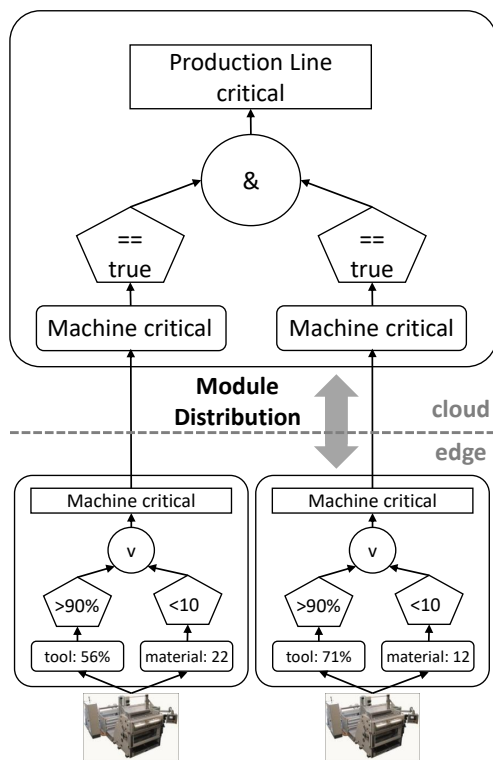 Production Line
critical
&
==
true
==
true
Machine critical
Machine critical
Module
Distribution
cloud
edge
Machine critical
v
>90%
<10
tool: 56%
material: 22
Machine critical
v
>90%
<10
tool: 71%
material: 12